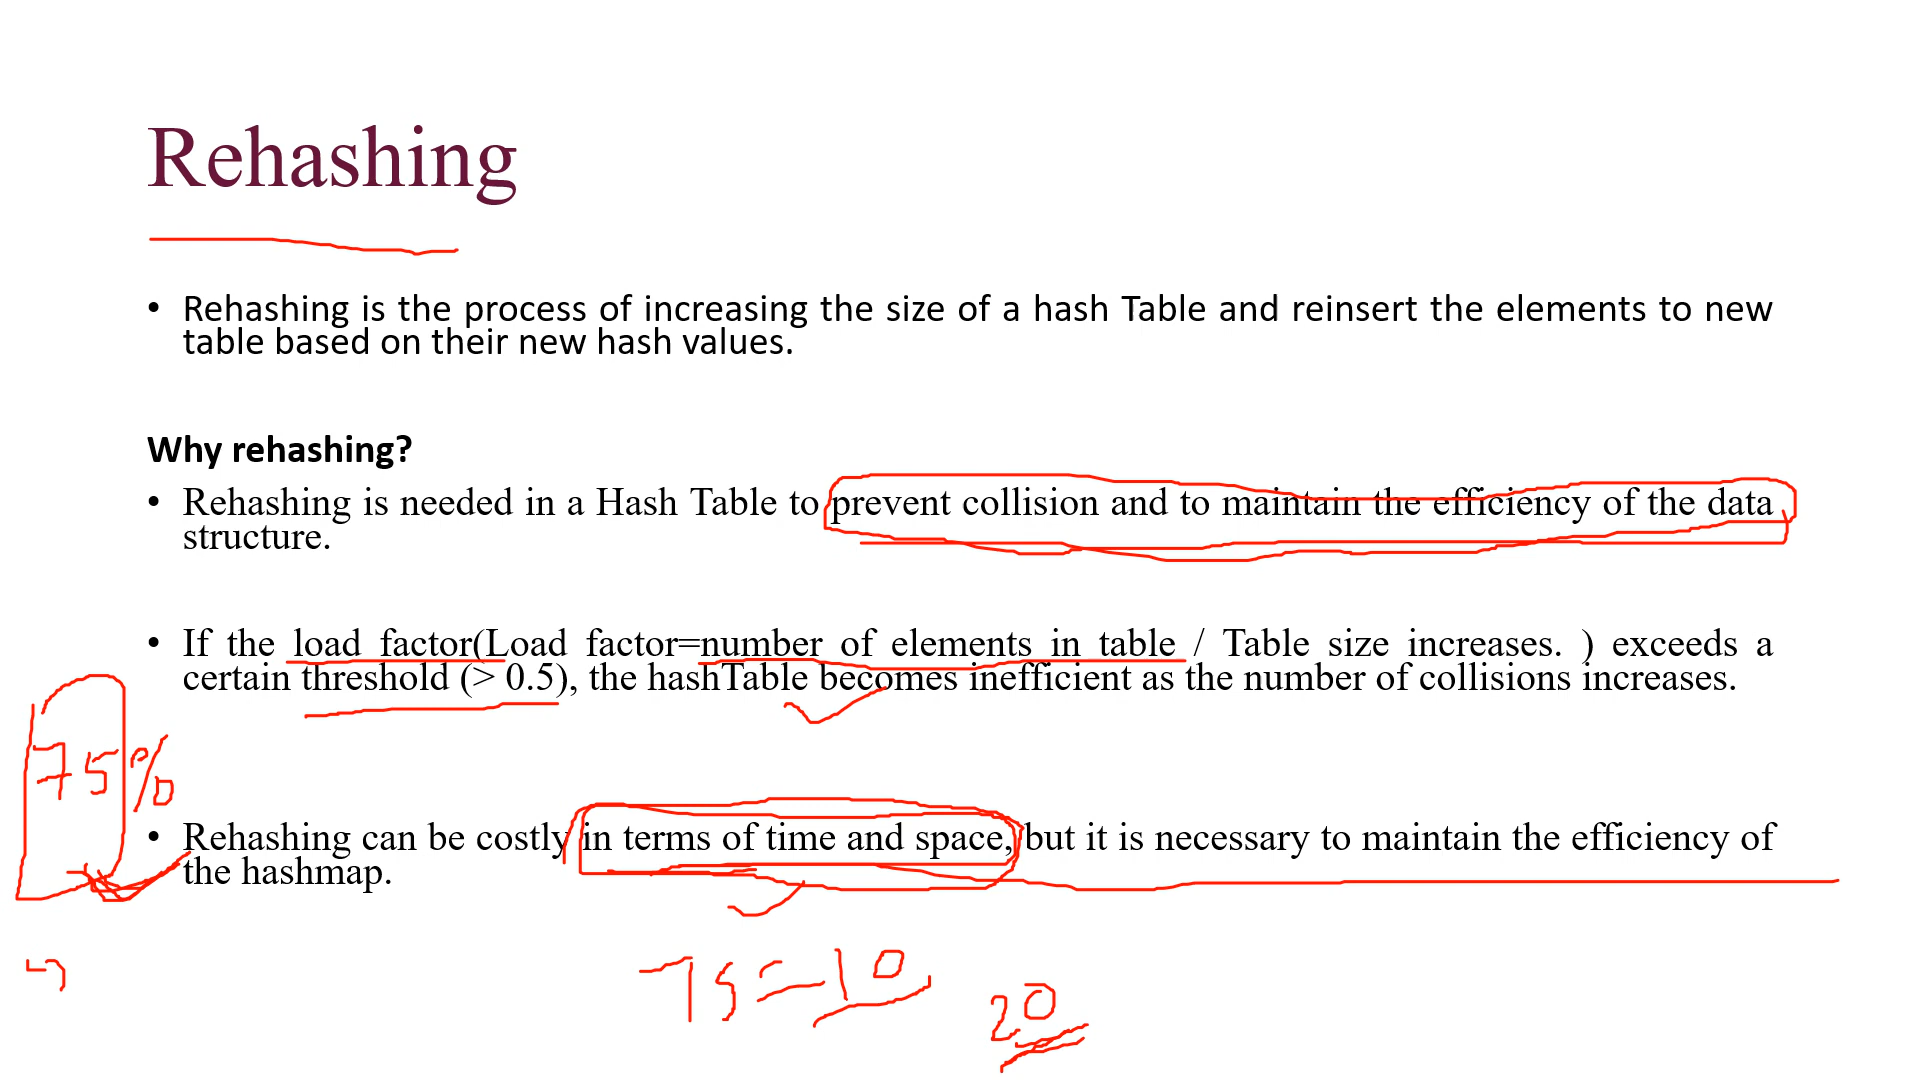 Rehashing
• Rehashing is the process of increasing the size of a hash Table and reinsert the elements to new
table based on their new hash values.
Why rehashing?
• Rehashing is needed in a Hash Table to prevent collision and to maintain the efficiency of the data
structure.
• If the load factor(Load factor=number of elements in table / Table size increases. ) exceeds a
certain threshold (> 0.5), the hashTable becomes inefficient as the number of collisions increases.
75%
• Rehashing can be costly in terms of time and space, but it is necessary to maintain the efficiency of
the hashmap.
TS=10
20